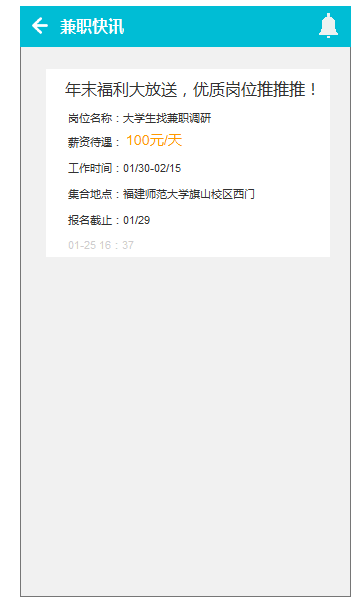 兼职快讯
年末福利大放送，优质岗位推推推！
岗位名称：大学生找兼职调研
薪资待遇： 100元/天
工作时间：01/30-02/15
集合地点：福建师范大学旗山校区西门
报名截止：01/29
01-25 16：37